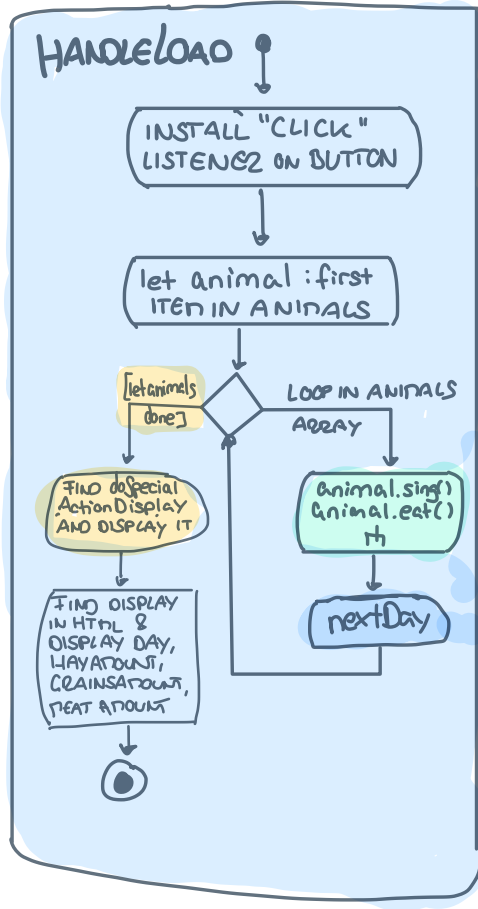 HANDLELOAD
INSTALL "CLICK"
LISTENER ON BUTTON
let animal : first
ITEM IN ANIMALS
[let animals
done]
LOOP IN ANIMALS
ARRAY
FIND doSpecial
ActionDisplay
AND DISPLAY IT
animal.sing()
animal.eat()
nextDay
FIND DISPLAY
IN HTML &
DISPLAY DAY,
HAYAMOUNT,
GRAINSAMOUNT,
MEAT AMOUNT